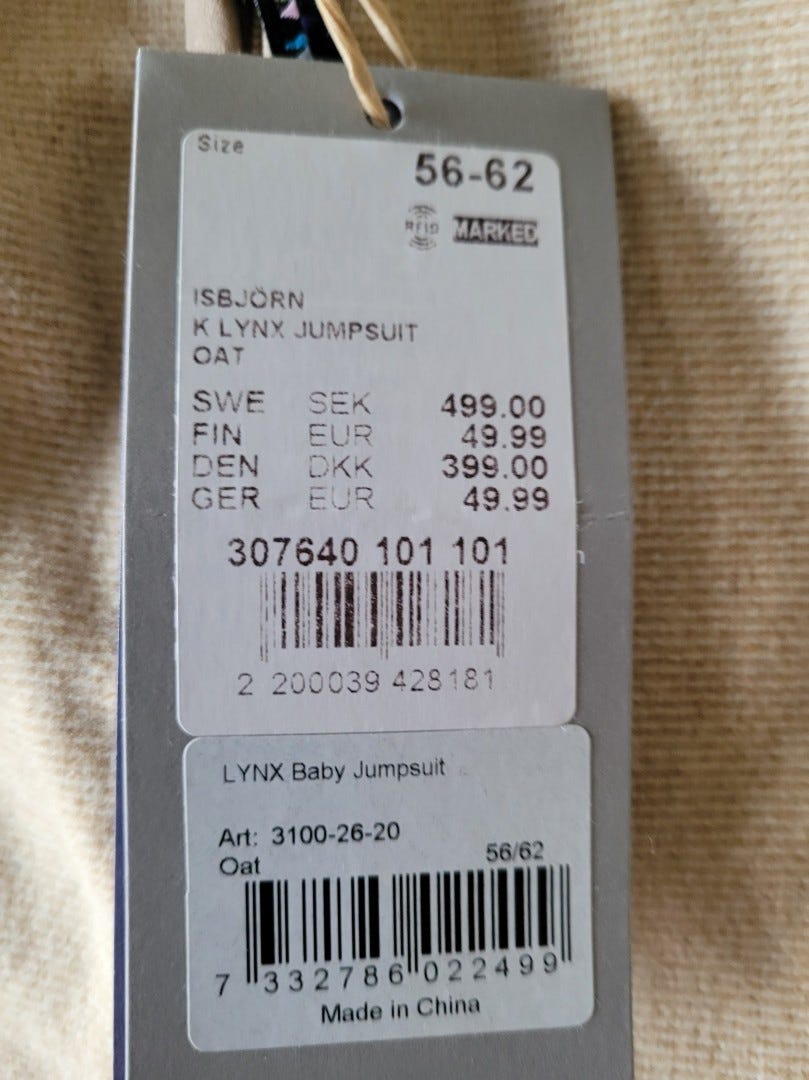 Size
56-62
RFID MARKED
ISBJÖRN
K LYNX JUMPSUIT
OAT
SWE SEK 499.00
FIN EUR 49.99
DEN DKK 399.00
GER EUR 49.99
307640 101 101
2 200039 428181
LYNX Baby Jumpsuit
Art: 3100-26-20
Oat 56/62
7 332786 022499
Made in China